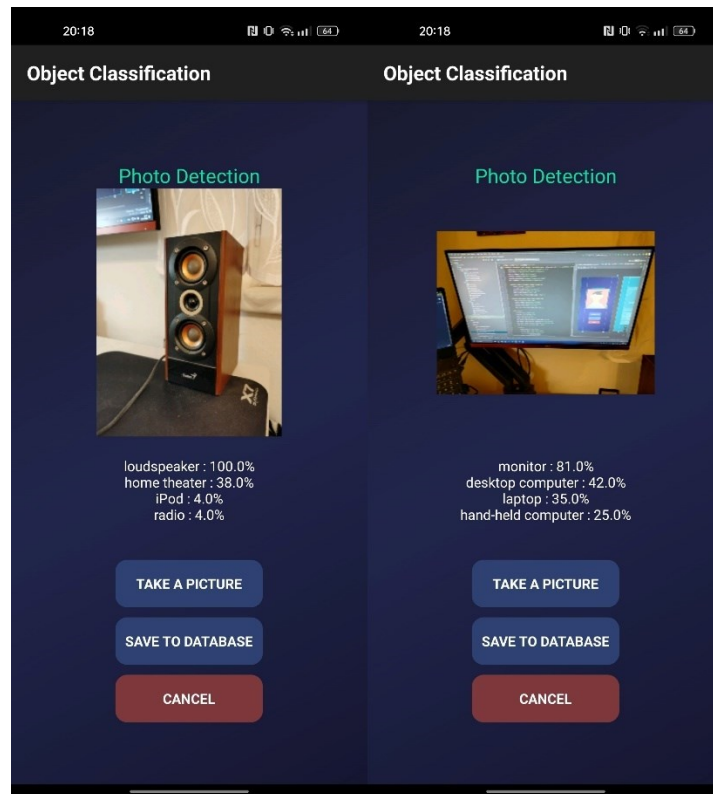 20:18
64
Object Classification
Photo Detection
X7
loudspeaker : 100.0%
home theater : 38.0%
iPod : 4.0%
radio : 4.0%
TAKE A PICTURE
SAVE TO DATABASE
CANCEL
20:18
64
Object Classification
Photo Detection
monitor : 81.0%
desktop computer : 42.0%
laptop : 35.0%
hand-held computer : 25.0%
TAKE A PICTURE
SAVE TO DATABASE
CANCEL